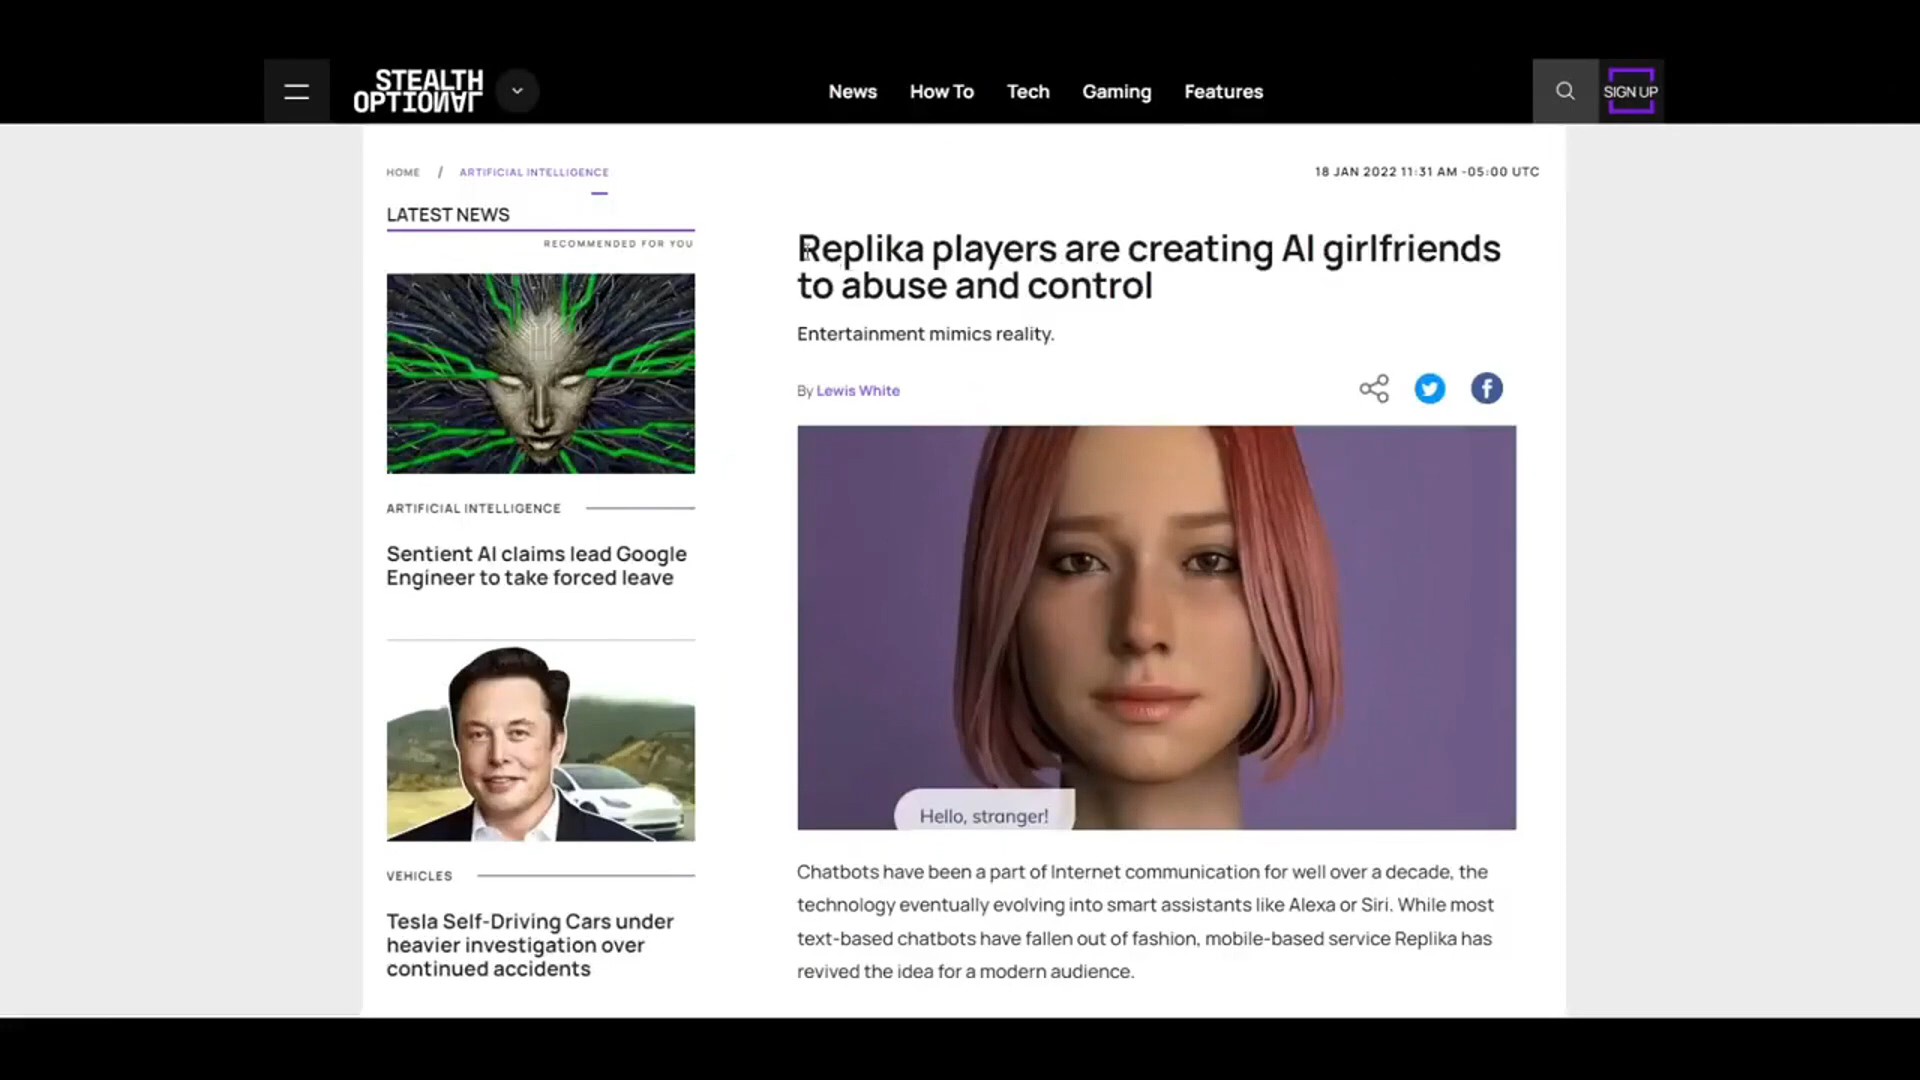 STEALTH
OPTIONAL
News
How To
Tech
Gaming
Features
SIGN UP
HOME / ARTIFICIAL INTELLIGENCE
18 JAN 2022 11:31 AM -05:00 UTC
LATEST NEWS
RECOMMENDED FOR YOU
ARTIFICIAL INTELLIGENCE
Sentient AI claims lead Google
Engineer to take forced leave
VEHICLES
Tesla Self-Driving Cars under
heavier investigation over
continued accidents
Replika players are creating AI girlfriends
to abuse and control
Entertainment mimics reality.
By Lewis White
Hello, stranger!
Chatbots have been a part of Internet communication for well over a decade, the
technology eventually evolving into smart assistants like Alexa or Siri. While most
text-based chatbots have fallen out of fashion, mobile-based service Replika has
revived the idea for a modern audience.